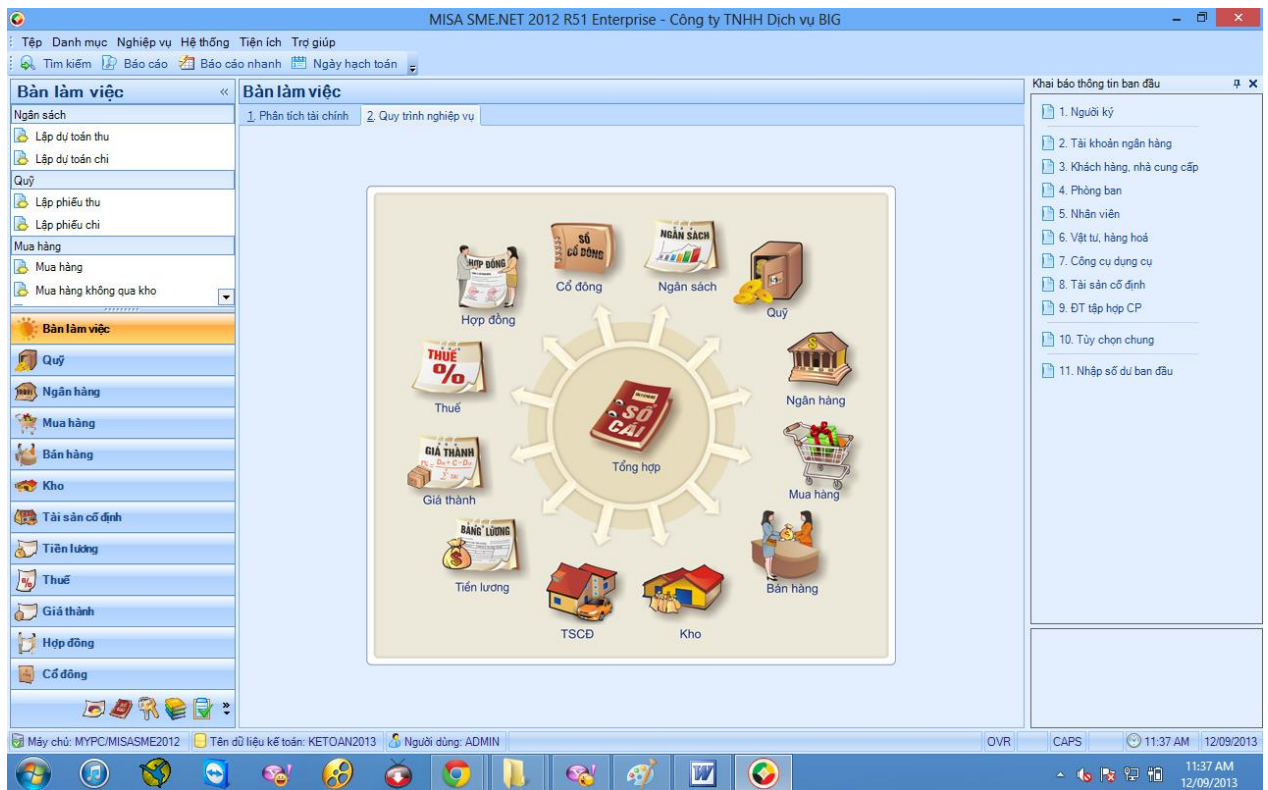 MISA SME.NET 2012 R51 Enterprise - Công ty TNHH Dịch vụ BIG
Tệp Danh mục Nghiệp vụ Hệ thống Tiện ích Trợ giúp
Tìm kiếm Báo cáo Báo cáo nhanh Ngày hạch toán
Bàn làm việc «
Ngân sách
Lập dự toán thu
Lập dự toán chi
Quỹ
Lập phiếu thu
Lập phiếu chi
Mua hàng
Mua hàng
Mua hàng không qua kho
Bàn làm việc
Quỹ
Ngân hàng
Mua hàng
Bán hàng
Kho
Tài sản cố định
Tiền lương
Thuế
Giá thành
Hợp đồng
Cổ đông
Bàn làm việc
1. Phân tích tài chính 2. Quy trình nghiệp vụ
HỢP ĐỒNG
Hợp đồng
SỔ
CỔ ĐÔNG
Cổ đông
NGÂN SÁCH
Ngân sách
Quỹ
THUẾ
%
Thuế
Ngân hàng
SỔ
CÁI
Tổng hợp
GIÁ THÀNH
Giá thành
Mua hàng
BẢNG LƯƠNG
Tiền lương
TSCĐ
Kho
Bán hàng
Khai báo thông tin ban đầu
1. Người ký
2. Tài khoản ngân hàng
3. Khách hàng, nhà cung cấp
4. Phòng ban
5. Nhân viên
6. Vật tư, hàng hoá
7. Công cụ dụng cụ
8. Tài sản cố định
9. ĐT tập hợp CP
10. Tùy chọn chung
11. Nhập số dư ban đầu
Máy chủ: MYPC/MISASME2012 Tên dữ liệu kế toán: KETOAN2013 Người dùng: ADMIN OVR CAPS 11:37 AM 12/09/2013
11:37 AM
12/09/2013